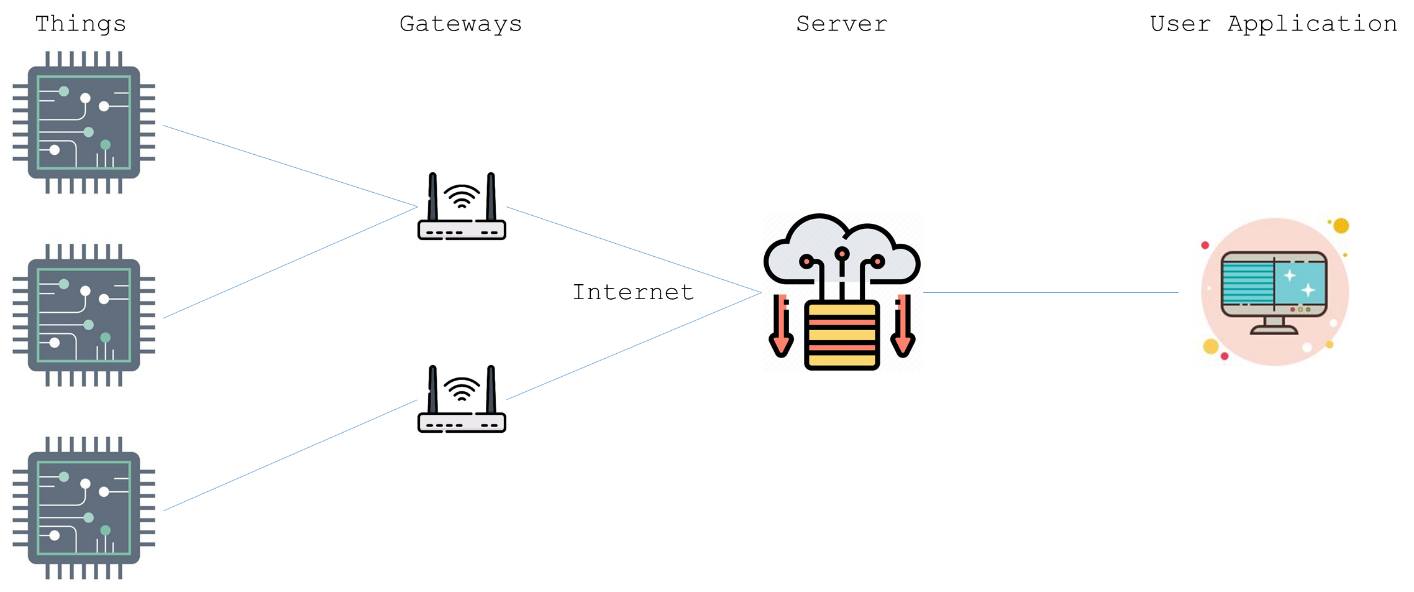 Things
Gateways
Server
User Application
Internet